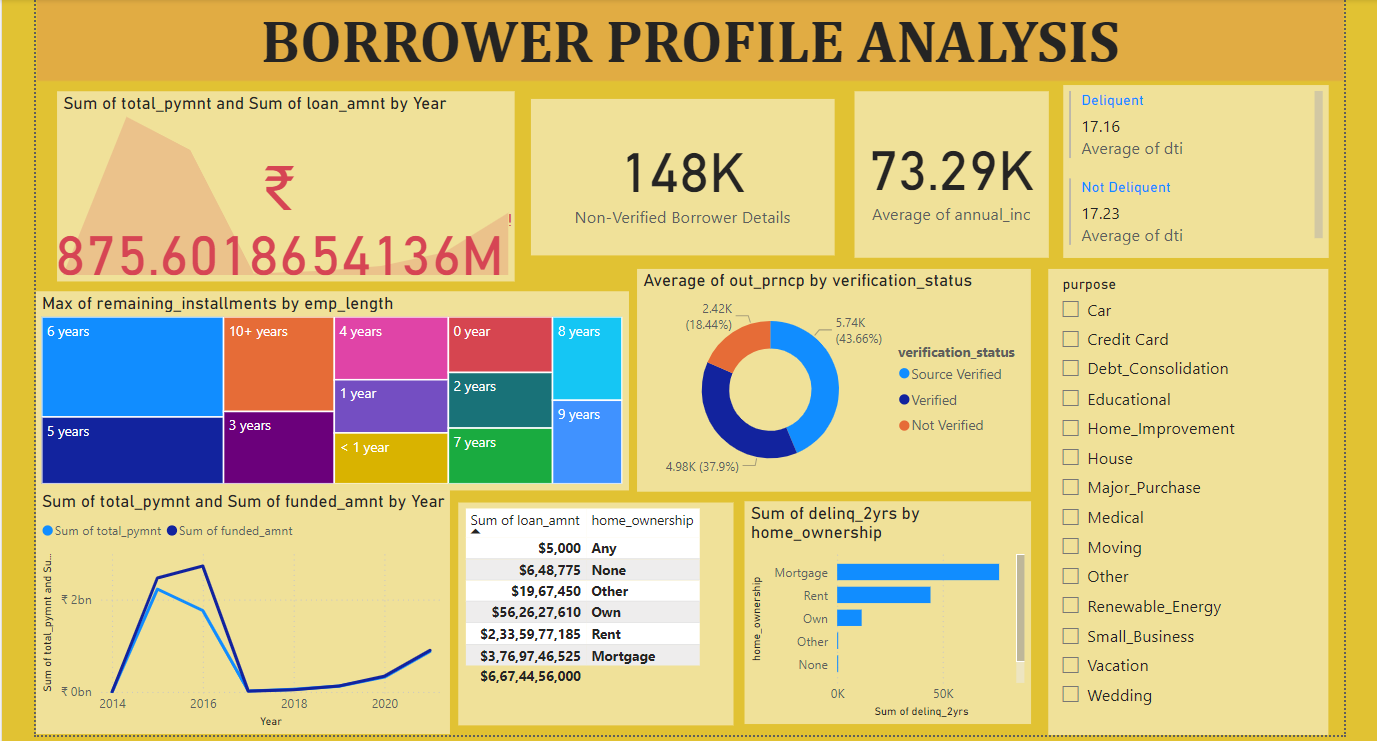 BORROWER PROFILE ANALYSIS
Sum of total_pymnt and Sum of loan_amnt by Year
₹
875.6018654136M
!
148K
Non-Verified Borrower Details
73.29K
Average of annual_inc
Deliquent
17.16
Average of dti
Not Deliquent
17.23
Average of dti
Max of remaining_installments by emp_length
6 years
5 years
10+ years
3 years
4 years
1 year
< 1 year
0 year
2 years
7 years
8 years
9 years
Average of out_prncp by verification_status
2.42K
(18.44%)
5.74K
(43.66%)
4.98K (37.9%)
verification_status
Source Verified
Verified
Not Verified
purpose
Car
Credit Card
Debt_Consolidation
Educational
Home_Improvement
House
Major_Purchase
Medical
Moving
Other
Renewable_Energy
Small_Business
Vacation
Wedding
Sum of total_pymnt and Sum of funded_amnt by Year
Sum of total_pymnt Sum of funded_amnt
Sum of total_pymnt and Su...
₹ 2bn
₹ 0bn
2014 2016 2018 2020
Year
Sum of loan_amnt home_ownership
$5,000 Any
$6,48,775 None
$19,67,450 Other
$56,26,27,610 Own
$2,33,59,77,185 Rent
$3,76,97,46,525 Mortgage
$6,67,44,56,000
Sum of delinq_2yrs by
home_ownership
home_ownership
Mortgage
Rent
Own
Other
None
0K 50K
Sum of delinq_2yrs